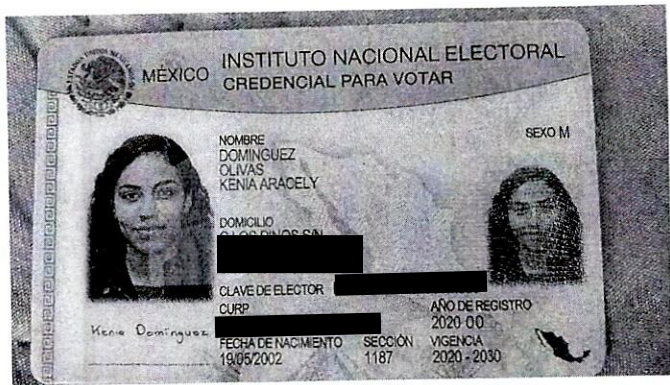 MÉXICO
INSTITUTO NACIONAL ELECTORAL
CREDENCIAL PARA VOTAR
NOMBRE
DOMINGUEZ
OLIVAS
KENIA ARACELY
SEXO M
DOMICILIO
CLAVE DE ELECTOR
CURP
AÑO DE REGISTRO
2020 00
Kenia Domínguez
FECHA DE NACIMIENTO
19/05/2002
SECCIÓN
1187
VIGENCIA
2020 - 2030